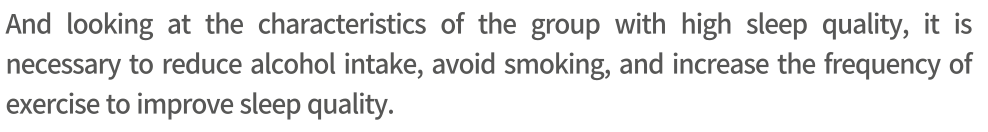 And looking at the characteristics of the group with high sleep quality, it is
necessary to reduce alcohol intake, avoid smoking, and increase the frequency of
exercise to improve sleep quality.